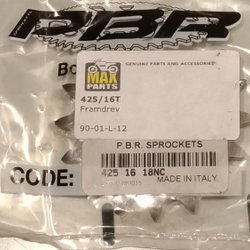 PBR
Bo
MAX
PARTS
GENUINE PARTS AND ACCESSORIES
425/16T
Framdrev
90-01-L-12
P.B.R. SPROCKETS
CODE:
425 16 18NC
MADE IN ITALY.